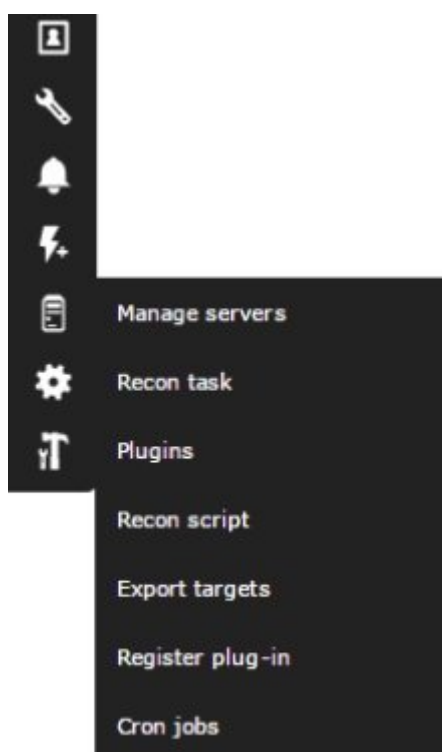 Manage servers
Recon task
Plugins
Recon script
Export targets
Register plug-in
Cron jobs